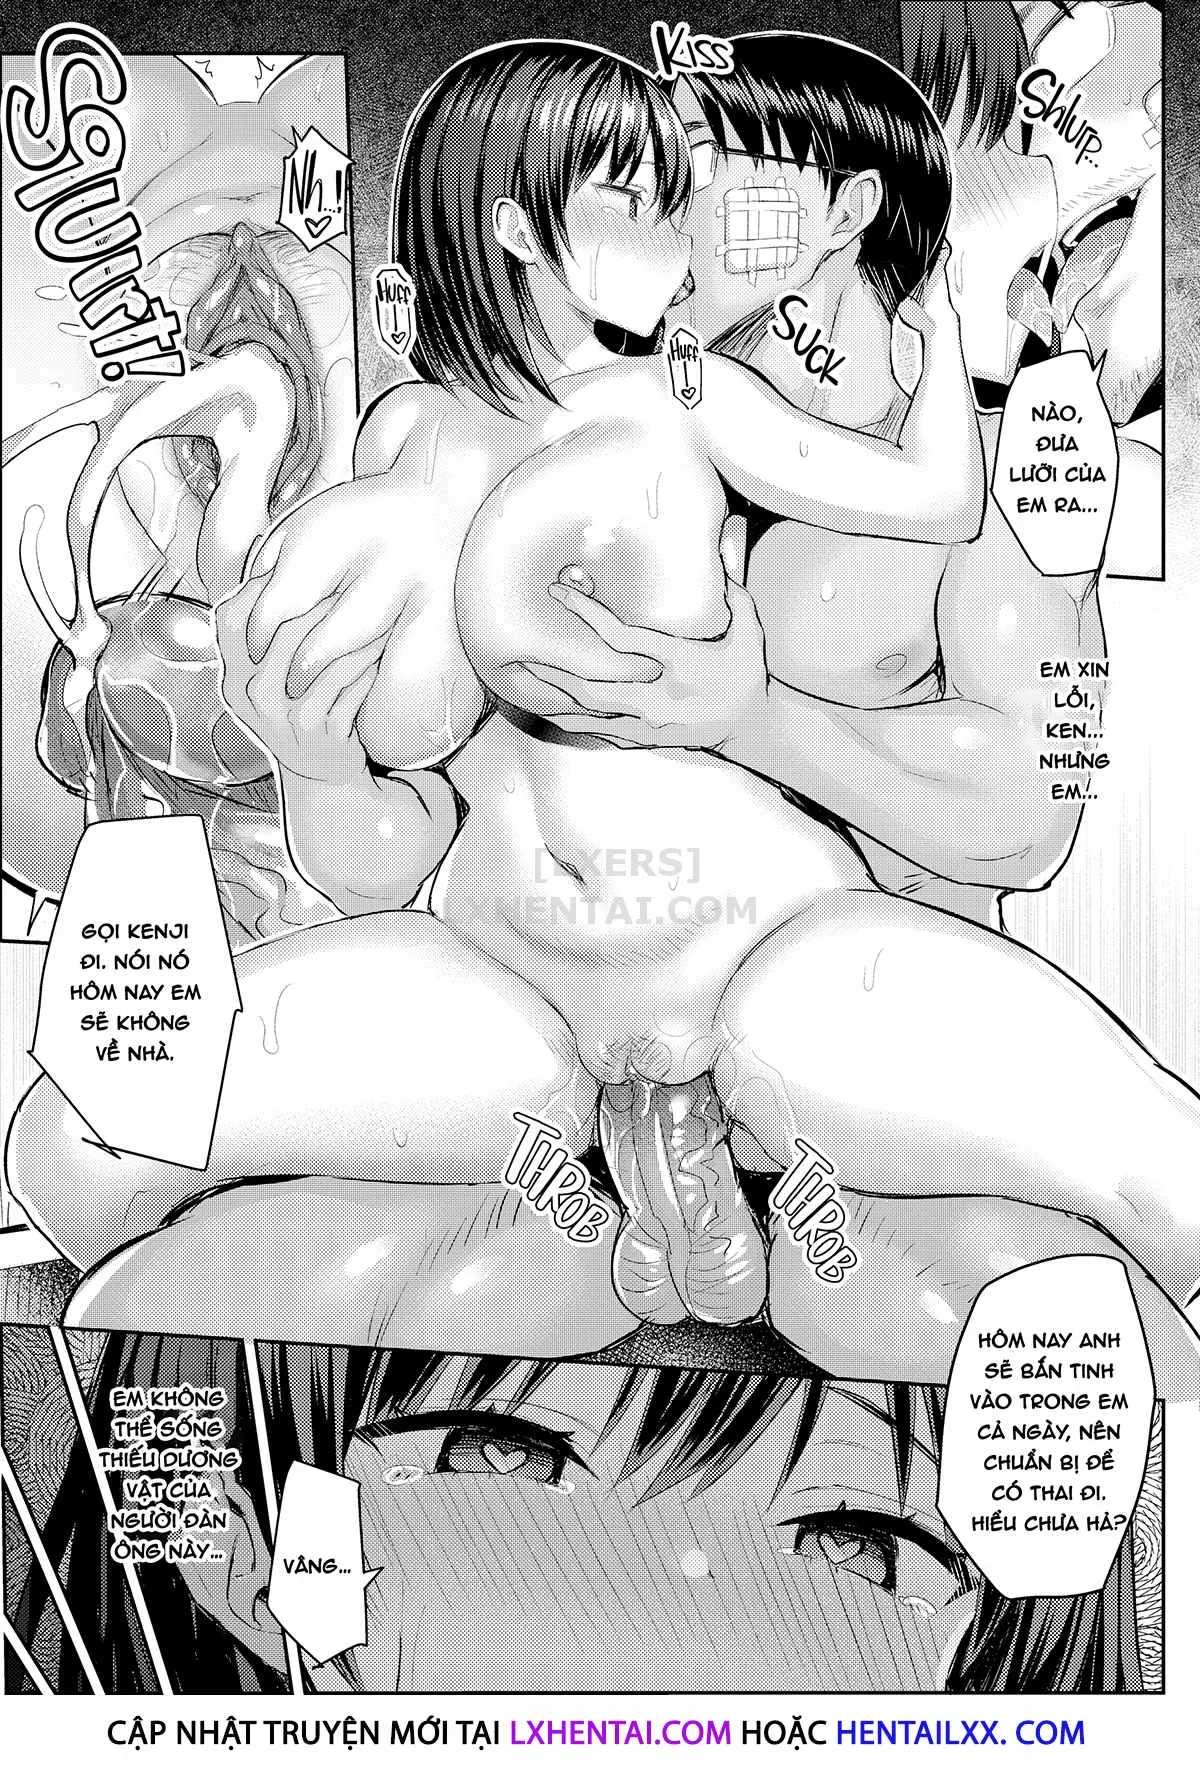 KISS
SHLURP...
SQUIRT!
NH...!
HUFF
HUFF
SUCK
NÀO,
ĐƯA
LƯỠI CỦA
EM RA...
EM XIN
LỖI,
KEN...
NHƯNG
EM...
[LXERS]
LXHENTAI.COM
GỌI KENJI
ĐI. NÓI NÓ
HÔM NAY EM
SẼ KHÔNG
VỀ NHÀ.
THROB
THROB
HÔM NAY ANH
SẼ BẮN TINH
VÀO TRONG EM
CẢ NGÀY, NÊN
CHUẨN BỊ ĐỂ
CÓ THAI ĐI.
HIỂU CHƯA HẢ?
EM KHÔNG
THỂ SỐNG
THIẾU DƯƠNG
VẬT CỦA
NGƯỜI ĐÀN
ÔNG NÀY...
VÂNG...
CẬP NHẬT TRUYỆN MỚI TẠI LXHENTAI.COM HOẶC HENTAILXX. COM